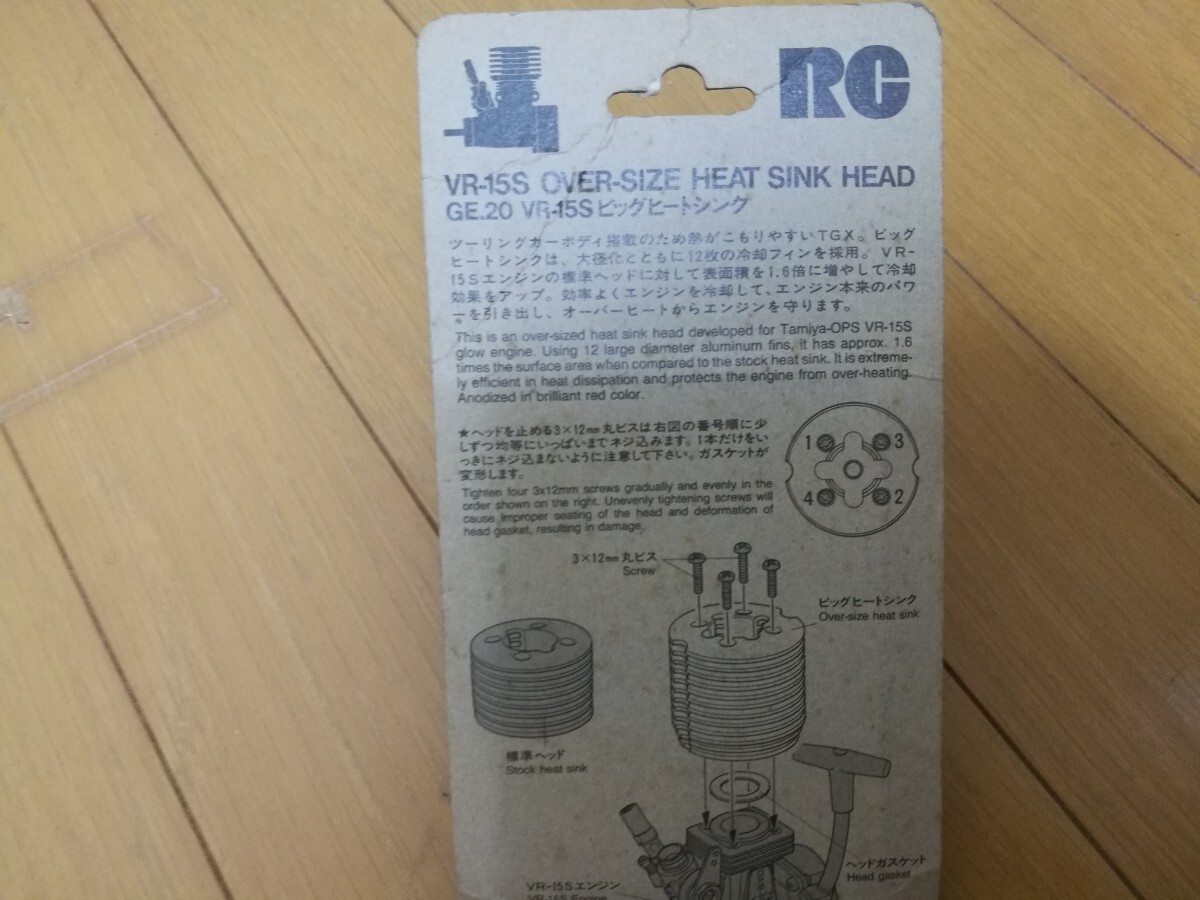 RC
VR-15S OVER-SIZE HEAT SINK HEAD
GE.20 VR-15Sビッグヒートシンク
ツーリングカーボディ搭載のため熱がこもりやすいTGX。ビッグ
ヒートシンクは、大径化とともに12枚の冷却フィンを採用。VR-
15Sエンジンの標準ヘッドに対して表面積を1.6倍に増やして冷却
効果をアップ。効率よくエンジンを冷却して、エンジン本来のパワ
ーを引き出し、オーバーヒートからエンジンを守ります。
This is an over-sized heat sink head developed for Tamiya-OPS VR-15S
glow engine. Using 12 large diameter aluminum fins, it has approx. 1.6
times the surface area when compared to the stock heat sink. It is extreme-
ly efficient in heat dissipation and protects the engine from over-heating.
Anodized in brilliant red color.
★ヘッドを止める3×12mm丸ビスは右図の番号順に少
しずつ均等にいっぱいまでネジ込みます。1本だけをい
っきにネジ込まないように注意して下さい。ガスケットが
変形します。
Tighten four 3x12mm screws gradually and evenly in the
order shown on the right. Unevenly tightening screws will
cause improper seating of the head and deformation of
head gasket, resulting in damage.
1 3
4 2
3×12mm丸ビス
Screw
ビッグヒートシンク
Over-size heat sink
標準ヘッド
Stock heat sink
ヘッドガスケット
Head gasket
VR-15Sエンジン
VR-15S Engine